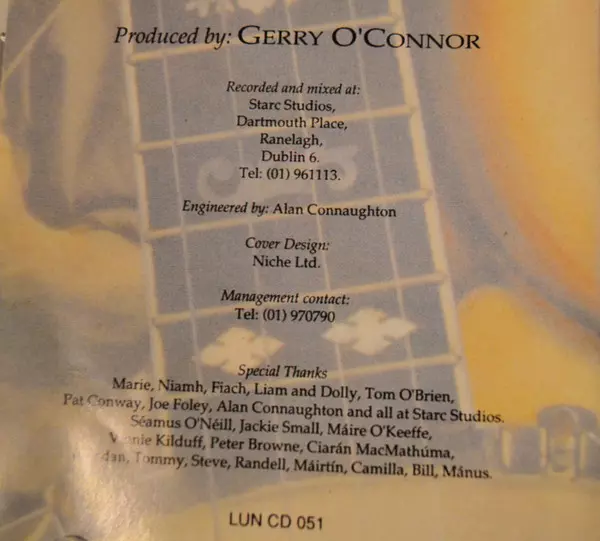 Produced by: GERRY O'CONNOR
Recorded and mixed at:
Starc Studios,
Dartmouth Place,
Ranelagh,
Dublin 6.
Tel: (01) 961113.
Engineered by: Alan Connaughton
Cover Design:
Niche Ltd.
Management contact:
Tel: (01) 970790
Special Thanks
Marie, Niamh, Fiach, Liam and Dolly, Tom O'Brien,
Pat Conway, Joe Foley, Alan Connaughton and all at Starc Studios.
Séamus O'Néill, Jackie Small, Máire O'Keeffe,
Kilduff, Peter Browne, Ciarán MacMathúma,
Tommy, Steve, Randell, Máirtín, Camilla, Bill, Mánus.
LUN CD 051